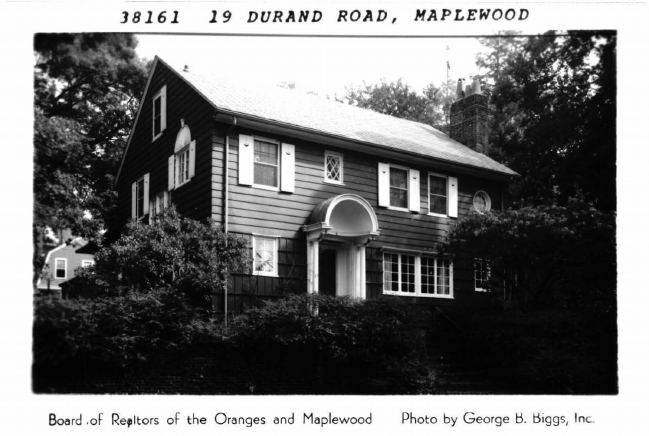 38161 19 DURAND ROAD, MAPLEWOOD
Board of Realtors of the Oranges and Maplewood Photo by George B. Biggs, Inc.